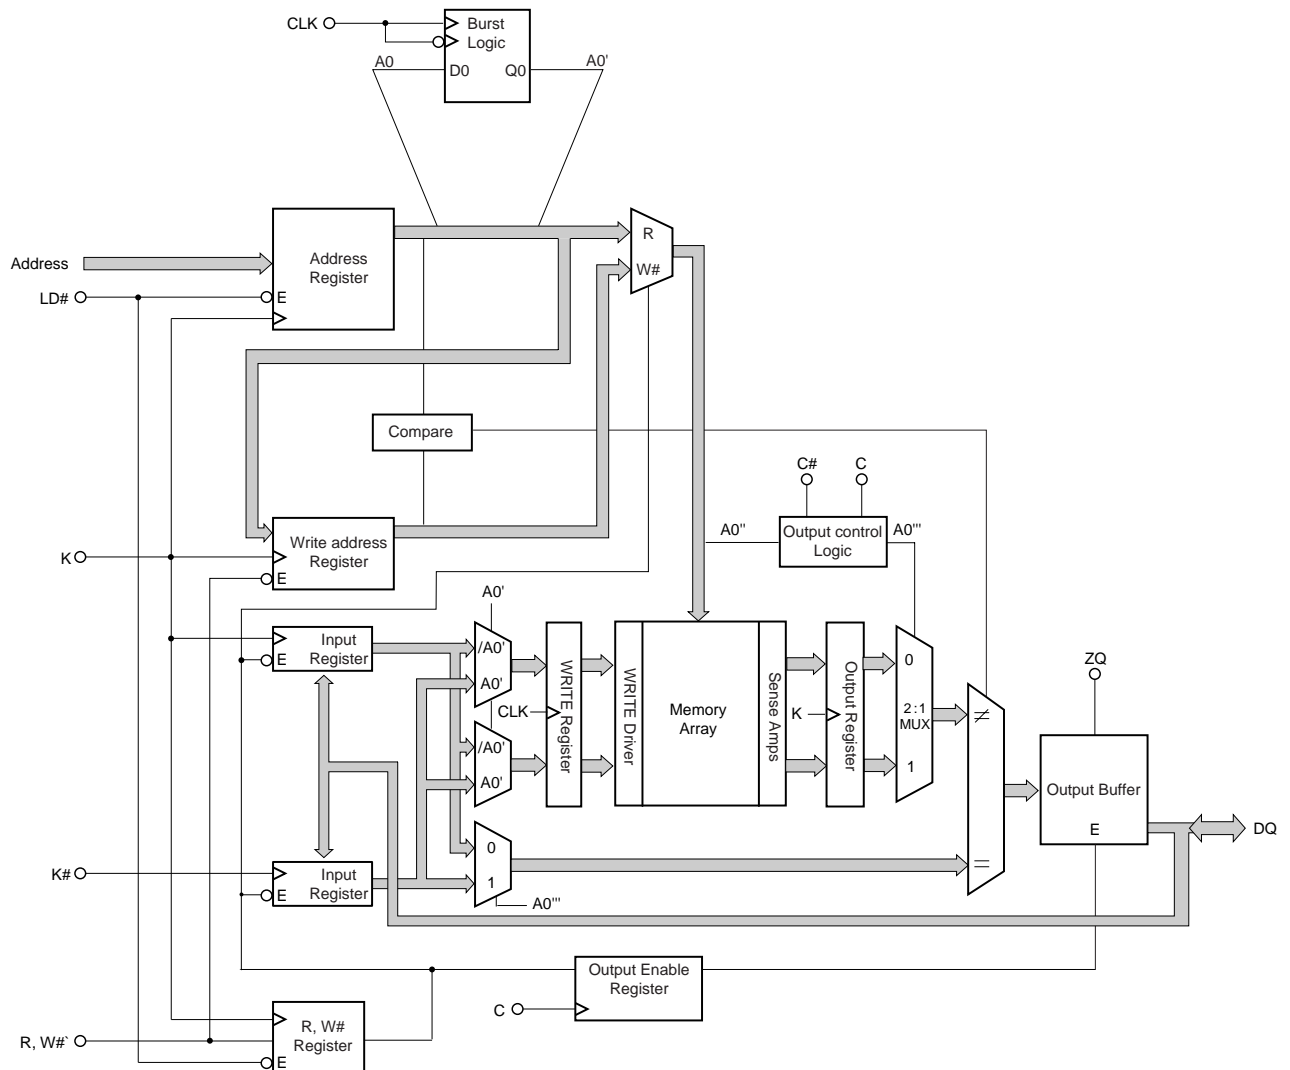 CLK
Burst
Logic
A0
D0
Q0
A0'
Address
Address
Register
LD#
E
R
W#
Compare
C#
C
Write address
Register
A0''
Output control
Logic
A0'''
K
E
A0'
Input
Register
E
/A0'
A0'
CLK
WRITE Register
WRITE Driver
Memory
Array
Sense Amps
K
Output Register
0
2:1
MUX
1
≠
=
ZQ
/A0'
A0'
Output Buffer
E
DQ
0
1
A0'''
K#
Input
Register
E
Output Enable
Register
C
R, W#`
R, W#
Register
E